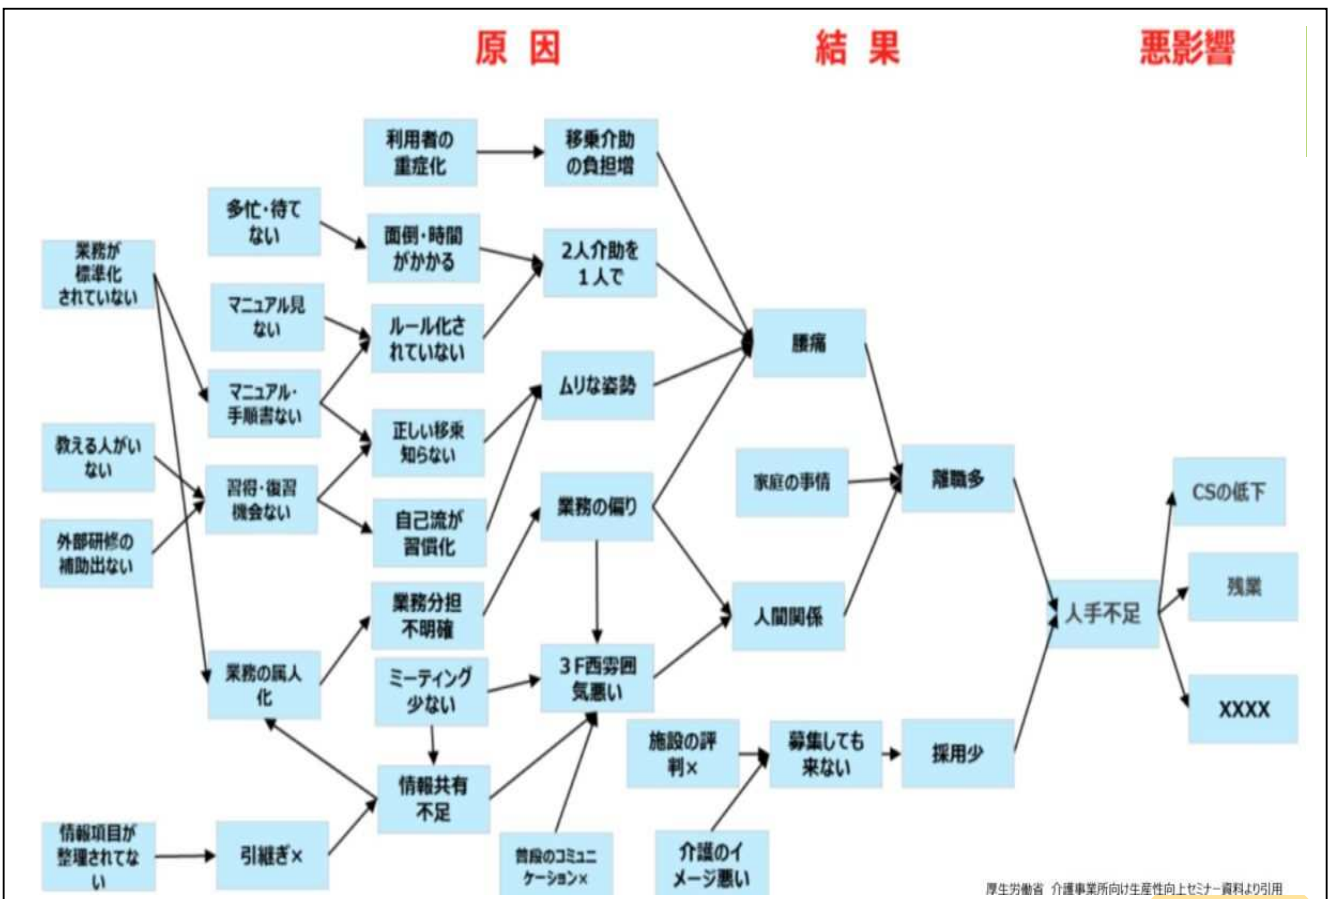 原 因
結 果
悪影響
利用者の
重症化
移乗介助
の負担増
多忙・待て
ない
面倒・時間
がかかる
2人介助を
1人で
業務が
標準化
されていない
マニュアル見
ない
ルール化さ
れていない
腰痛
マニュアル・
手順書ない
ムリな姿勢
正しい移乗
知らない
教える人がい
ない
習得・復習
機会ない
家庭の事情
離職多
業務の偏り
CSの低下
自己流が
習慣化
外部研修の
補助出ない
残業
業務分担
不明確
人間関係
人手不足
業務の属人
化
ミーティング
少ない
3F西雰囲
気悪い
XXXX
施設の評
判×
募集しても
来ない
採用少
情報共有
不足
情報項目が
整理されてな
い
引継ぎ×
普段のコミュニ
ケーション×
介護のイ
メージ悪い
厚生労働省 介護事業所向け生産性向上セミナー資料より引用